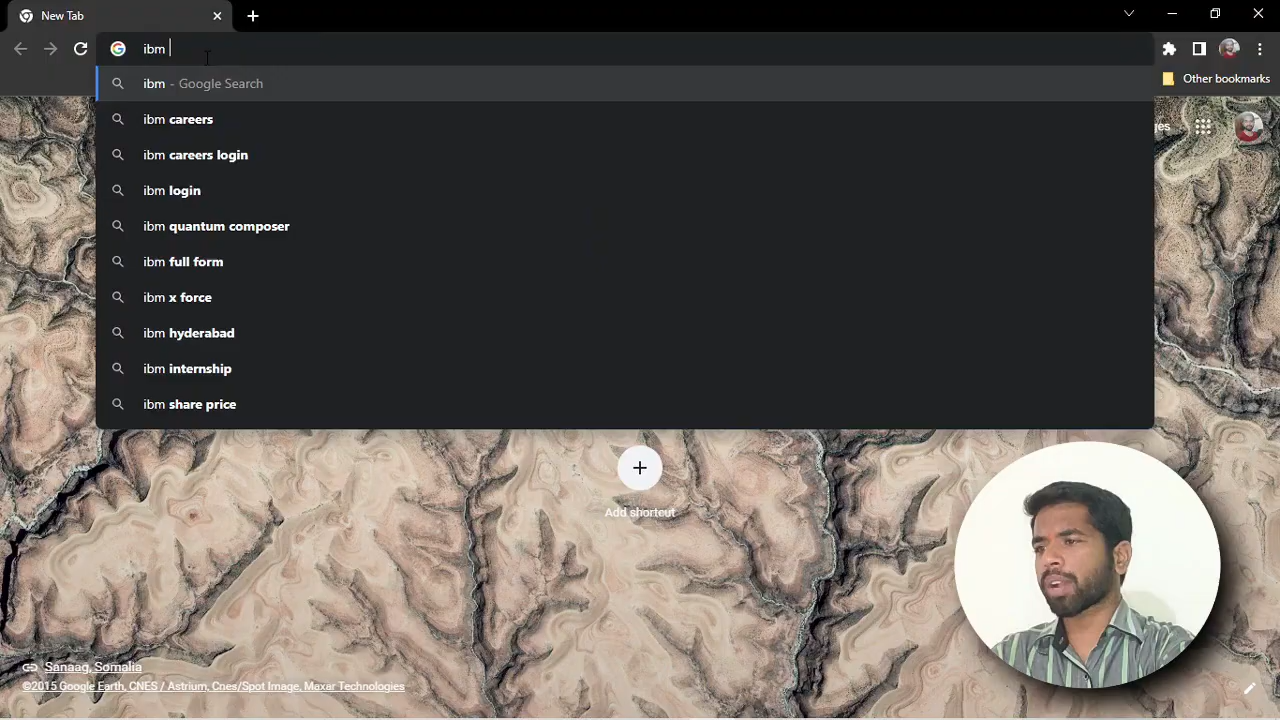 New Tab
ibm
ibm - Google Search
ibm careers
ibm careers login
ibm login
ibm quantum composer
ibm full form
ibm x force
ibm hyderabad
ibm internship
ibm share price
Other bookmarks
ges
Add shortcut
Sanaag, Somalia
©2015 Google Earth, CNES / Astrium, Cnes/Spot Image, Maxar Technologies